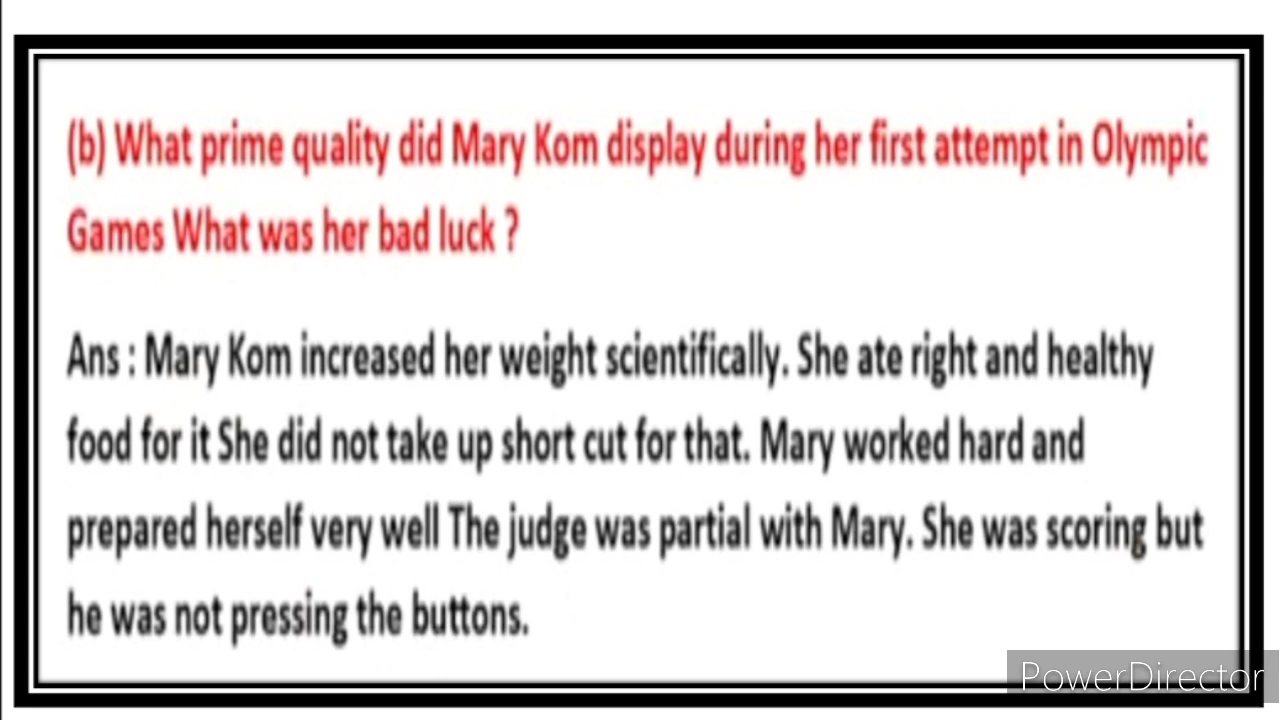 (b) What prime quality did Mary Kom display during her first attempt in Olympic
Games What was her bad luck ?
Ans : Mary Kom increased her weight scientifically. She ate right and healthy
food for it She did not take up short cut for that. Mary worked hard and
prepared herself very well The judge was partial with Mary. She was scoring but
he was not pressing the buttons.
PowerDirector